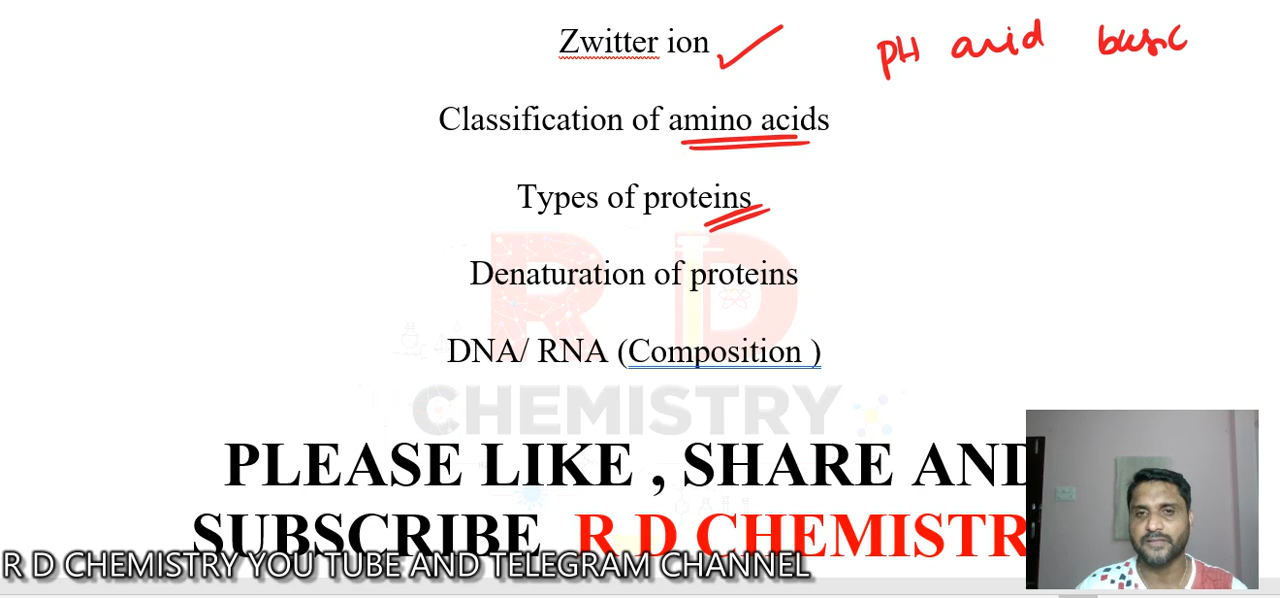 Zwitter ion pH acid basic
Classification of amino acids
Types of proteins
R D
Denaturation of proteins
DNA/ RNA (Composition )
CHEMISTRY
PLEASE LIKE , SHARE AND
SUBSCRIBE R D CHEMISTR
R D CHEMISTRY YOU TUBE AND TELEGRAM CHANNEL